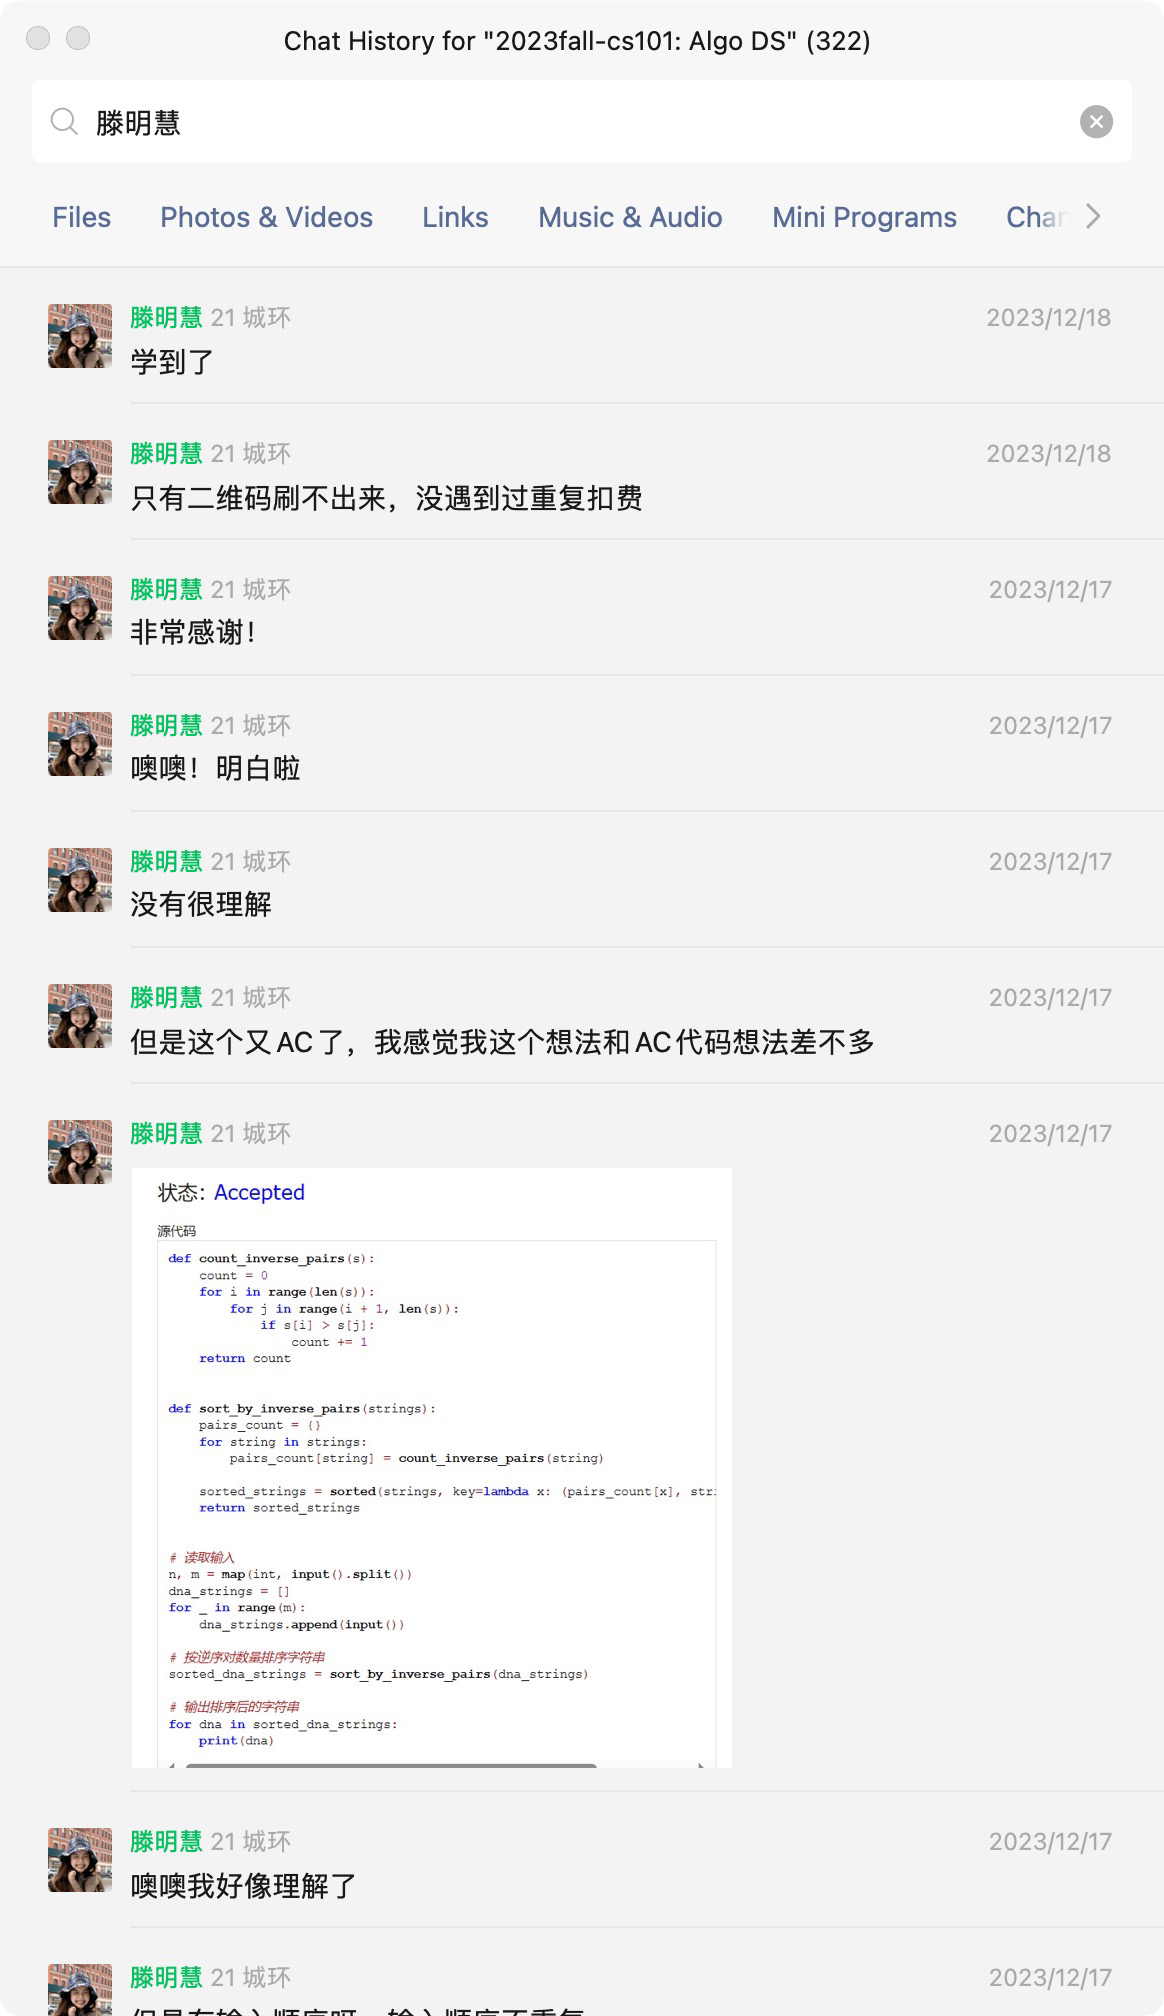 Chat History for "2023fall-cs101: Algo DS" (322)
滕明慧
Files Photos & Videos Links Music & Audio Mini Programs Chan
滕明慧 21 城环 2023/12/18
学到了
滕明慧 21 城环 2023/12/18
只有二维码刷不出来，没遇到过重复扣费
滕明慧 21 城环 2023/12/17
非常感谢！
滕明慧 21 城环 2023/12/17
噢噢！明白啦
滕明慧 21 城环 2023/12/17
没有很理解
滕明慧 21 城环 2023/12/17
但是这个又AC了，我感觉我这个想法和AC代码想法差不多
滕明慧 21 城环 2023/12/17
状态：Accepted
源代码
def count_inverse_pairs(s):
    count = 0
    for i in range(len(s)):
        for j in range(i + 1, len(s)):
            if s[i] > s[j]:
                count += 1
    return count
def sort_by_inverse_pairs(strings):
    pairs_count = {}
    for string in strings:
        pairs_count[string] = count_inverse_pairs(string)
    sorted_strings = sorted(strings, key=lambda x: (pairs_count[x], str
    return sorted_strings
# 读取输入
n, m = map(int, input().split())
dna_strings = []
for _ in range(m):
    dna_strings.append(input())
# 按逆序对数量排序字符串
sorted_dna_strings = sort_by_inverse_pairs(dna_strings)
# 输出排序后的字符串
for dna in sorted_dna_strings:
    print(dna)
滕明慧 21 城环 2023/12/17
噢噢我好像理解了
滕明慧 21 城环 2023/12/17